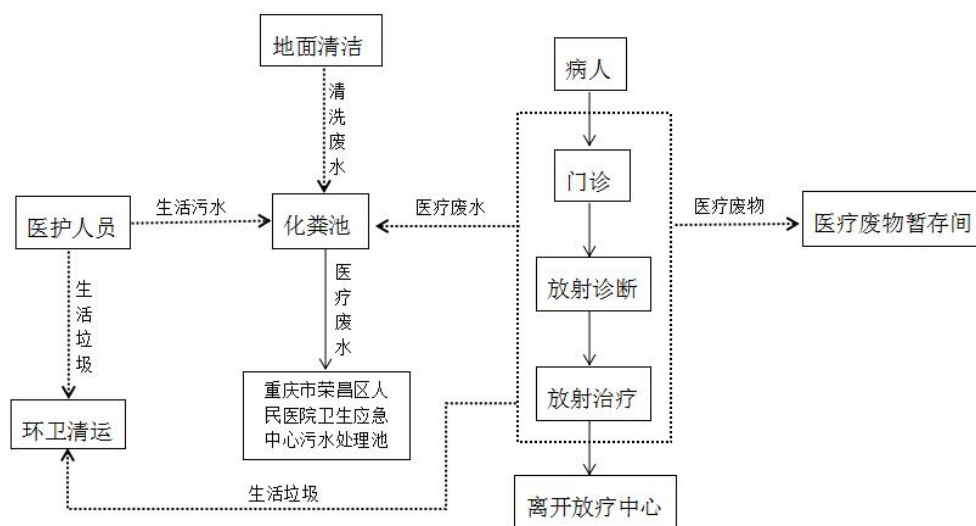 地面清洁
病人
清洗废水
门诊
生活污水
医疗废水
医疗废物
医护人员
化粪池
医疗废物暂存间
放射诊断
生活垃圾
医疗废水
重庆市荣昌区人
民医院卫生应急
中心污水处理池
放射治疗
环卫清运
生活垃圾
离开放疗中心